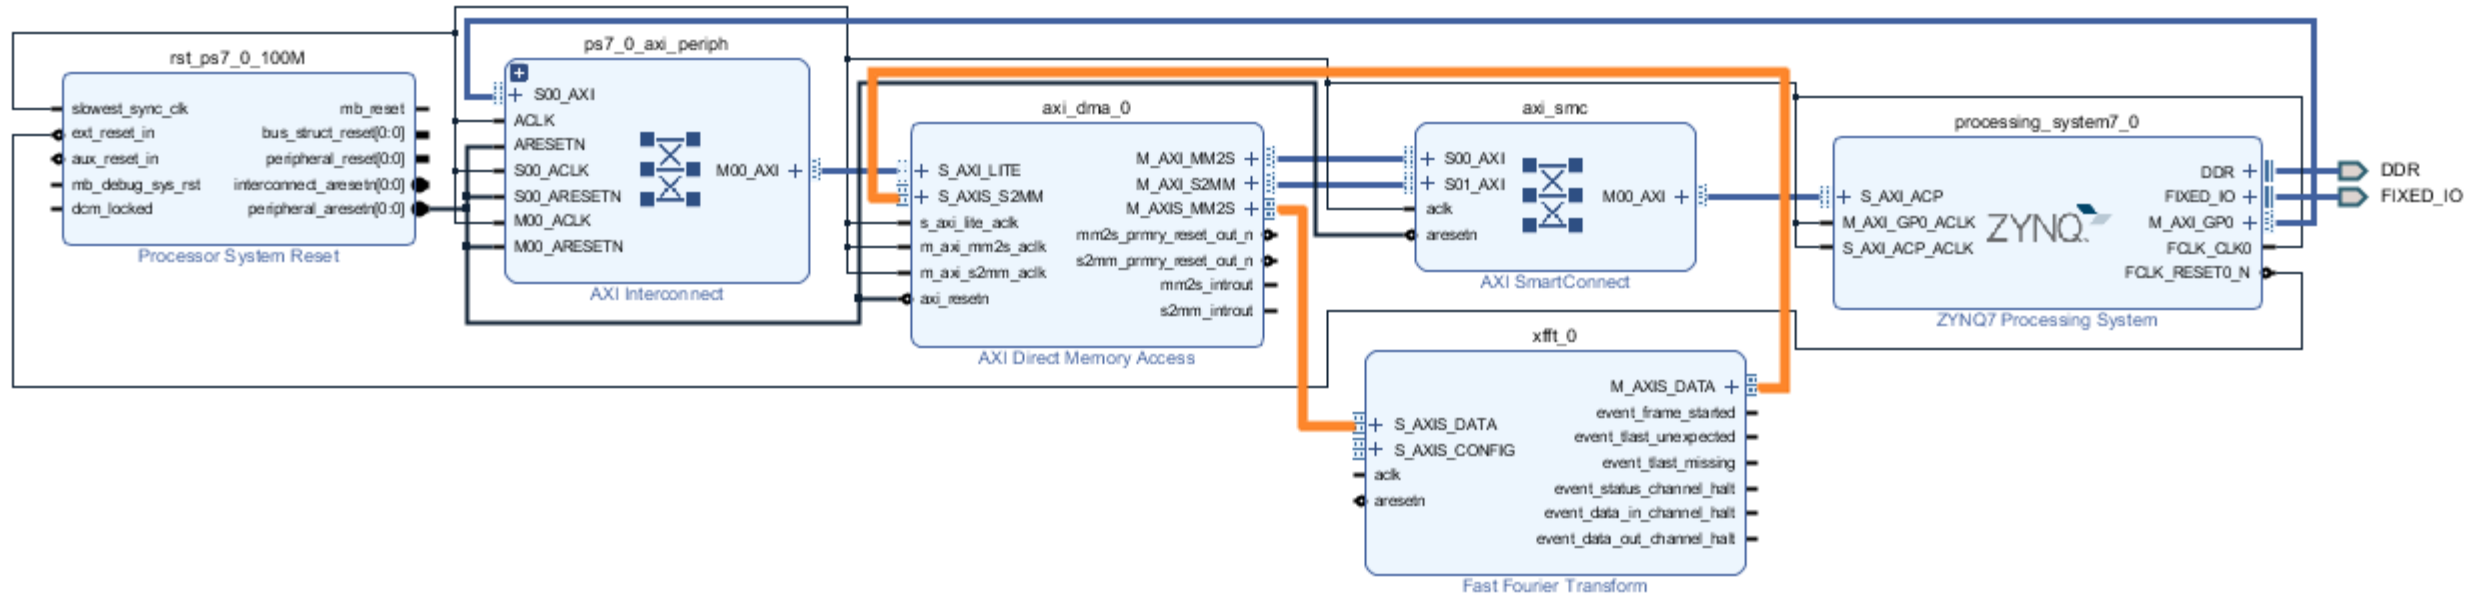 rst_ps7_0_100M
slowest_sync_clk
ext_reset_in
aux_reset_in
mb_debug_sys_rst
dcm_locked
mb_reset
bus_struct_reset[0:0]
peripheral_reset[0:0]
interconnect_aresetn[0:0]
peripheral_aresetn[0:0]
Processor System Reset
ps7_0_axi_periph
S00_AXI
ACLK
ARESETN
S00_ACLK
S00_ARESETN
M00_ACLK
M00_ARESETN
M00_AXI
AXI Interconnect
axi_dma_0
S_AXI_LITE
S_AXIS_S2MM
s_axi_lite_aclk
m_axi_mm2s_aclk
m_axi_s2mm_aclk
axi_resetn
M_AXI_MM2S
M_AXI_S2MM
M_AXIS_MM2S
mm2s_prmry_reset_out_n
s2mm_prmry_reset_out_n
mm2s_introut
s2mm_introut
AXI Direct Memory Access
axi_smc
S00_AXI
S01_AXI
aclk
aresetn
M00_AXI
AXI SmartConnect
processing_system7_0
S_AXI_ACP
M_AXI_GP0_ACLK
S_AXI_ACP_ACLK
ZYNQ
DDR
FIXED_IO
M_AXI_GP0
FCLK_CLK0
FCLK_RESET0_N
ZYNQ7 Processing System
DDR
FIXED_IO
xfft_0
S_AXIS_DATA
S_AXIS_CONFIG
aclk
aresetn
M_AXIS_DATA
event_frame_started
event_tlast_unexpected
event_tlast_missing
event_status_channel_halt
event_data_in_channel_halt
event_data_out_channel_halt
Fast Fourier Transform